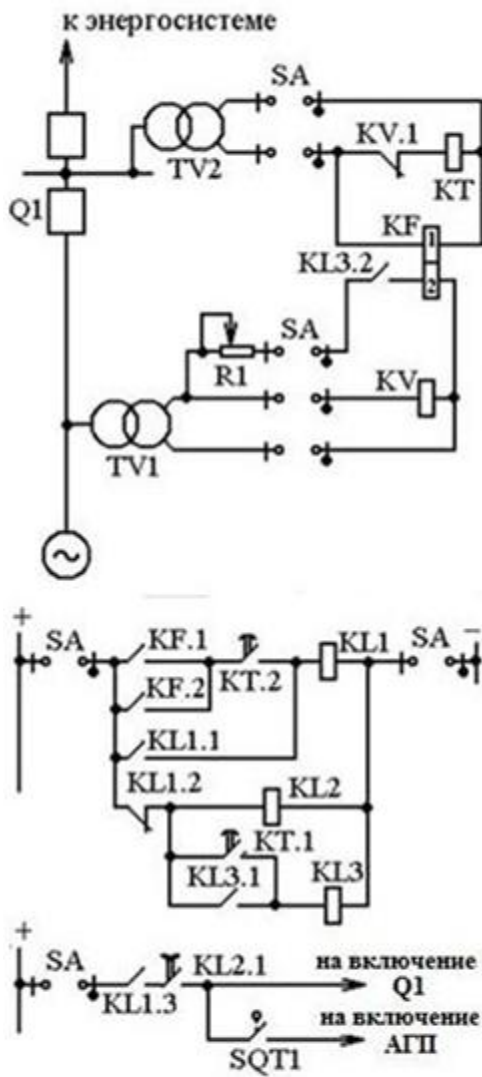 к энергосистеме
SA
KV.1
TV2
KT
Q1
KF
1
KL3.2
2
SA
R1
KV
TV1
+
SA
KF.1
KL1
SA
−
KT.2
KF.2
KL1.1
KL1.2
KL2
KT.1
KL3.1
KL3
+
SA
KL2.1
на включение
Q1
KL1.3
на включение
АГП
SQT1